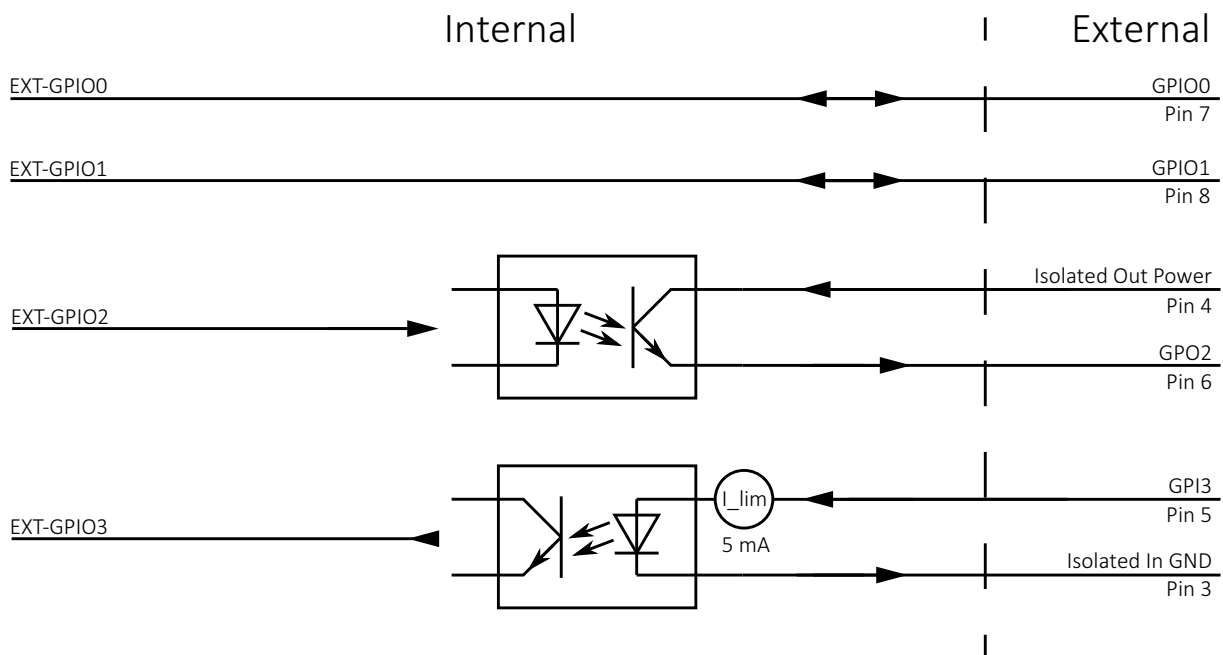 Internal
External
EXT-GPIO0
GPIO0
Pin 7
EXT-GPIO1
GPIO1
Pin 8
Isolated Out Power
Pin 4
EXT-GPIO2
GPO2
Pin 6
GPI3
Pin 5
I_lim
5 mA
EXT-GPIO3
Isolated In GND
Pin 3